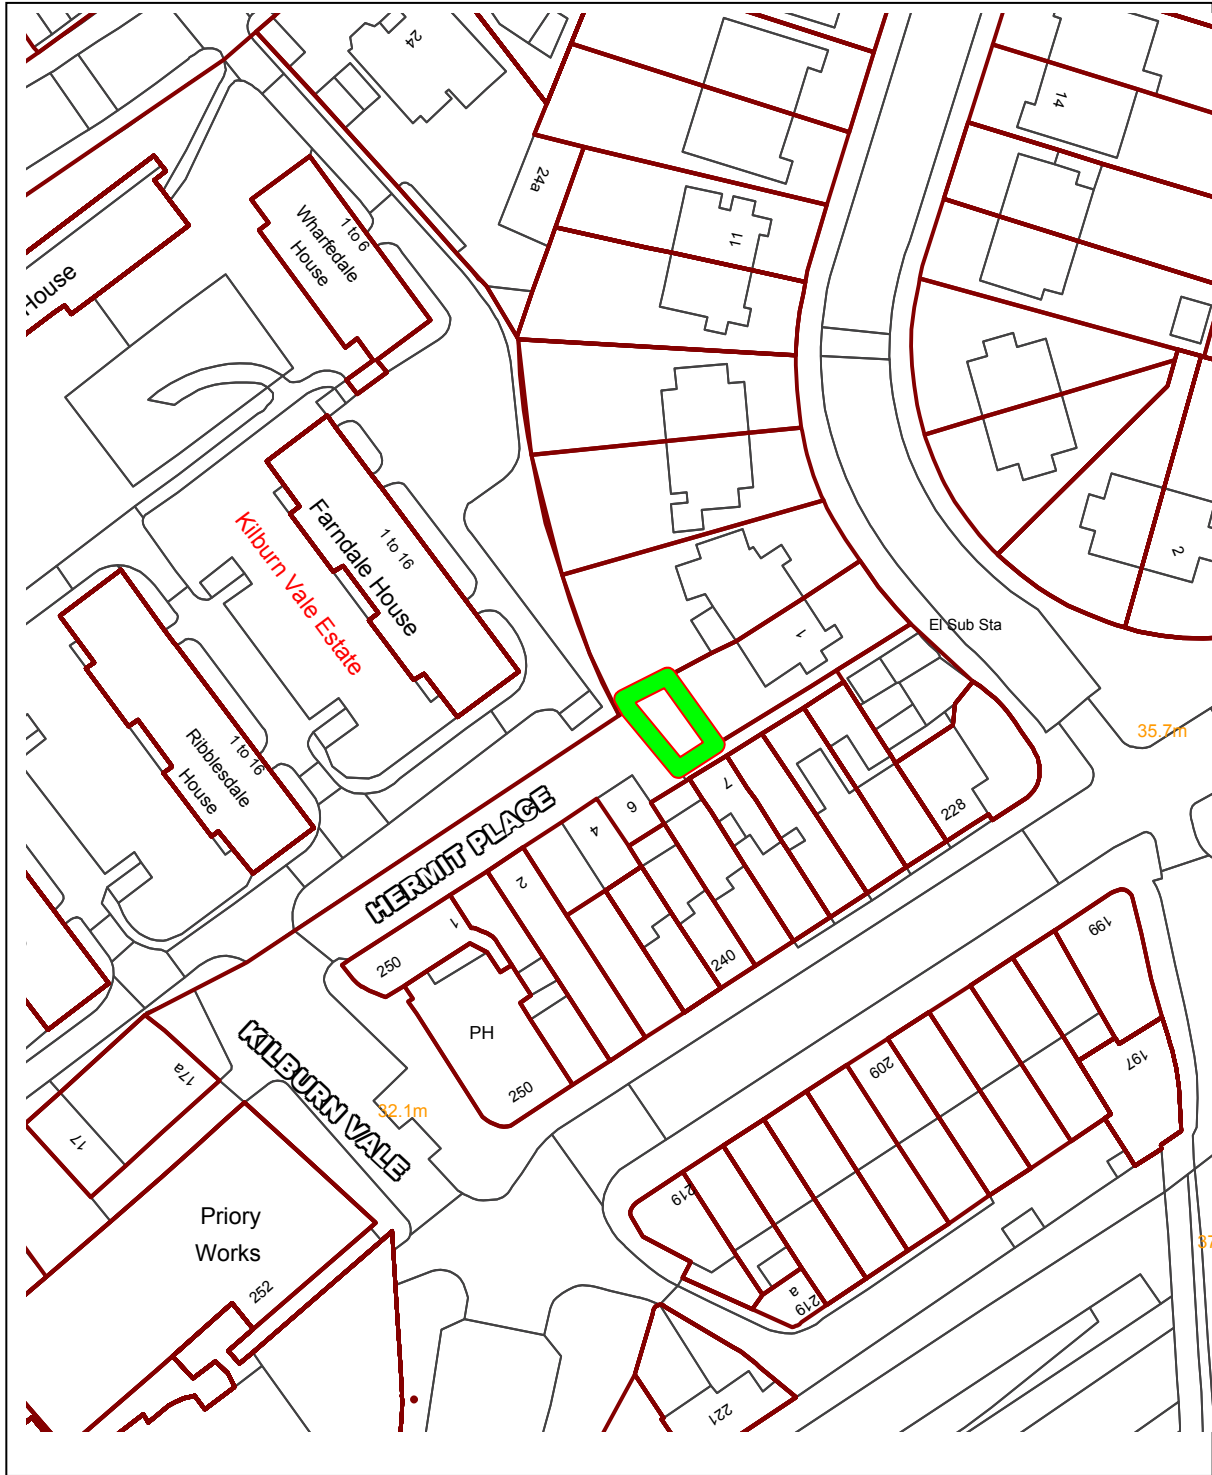 24
14
24a
11
1 to 6
Wharfedale
House
House
1 to 16
Farndale House
Kilburn Vale Estate
2
El Sub Sta
1
35.7m
1 to 16
Ribblesdale
House
7
6
4
2
1
228
HERMIT PLACE
240
250
PH
250
199
197
209
KILBURN VALE
32.1m
17a
17
219
219
a
Priory
Works
252
37
221